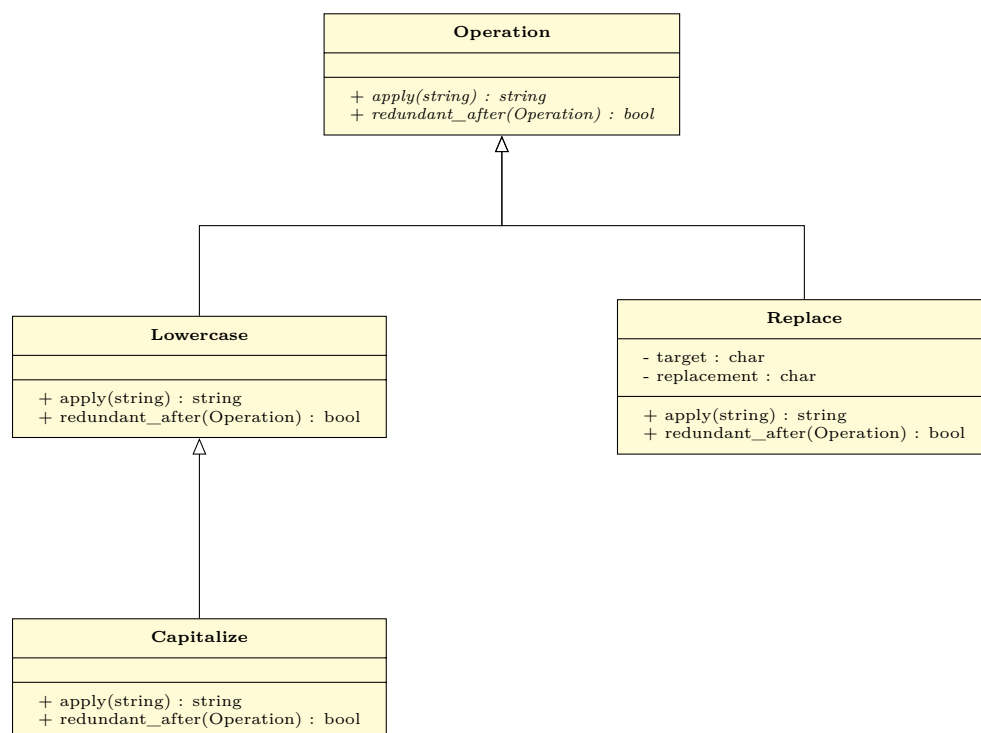 Operation
+ apply(string) : string
+ redundant_after(Operation) : bool
Lowercase
+ apply(string) : string
+ redundant_after(Operation) : bool
Replace
- target : char
- replacement : char
+ apply(string) : string
+ redundant_after(Operation) : bool
Capitalize
+ apply(string) : string
+ redundant_after(Operation) : bool